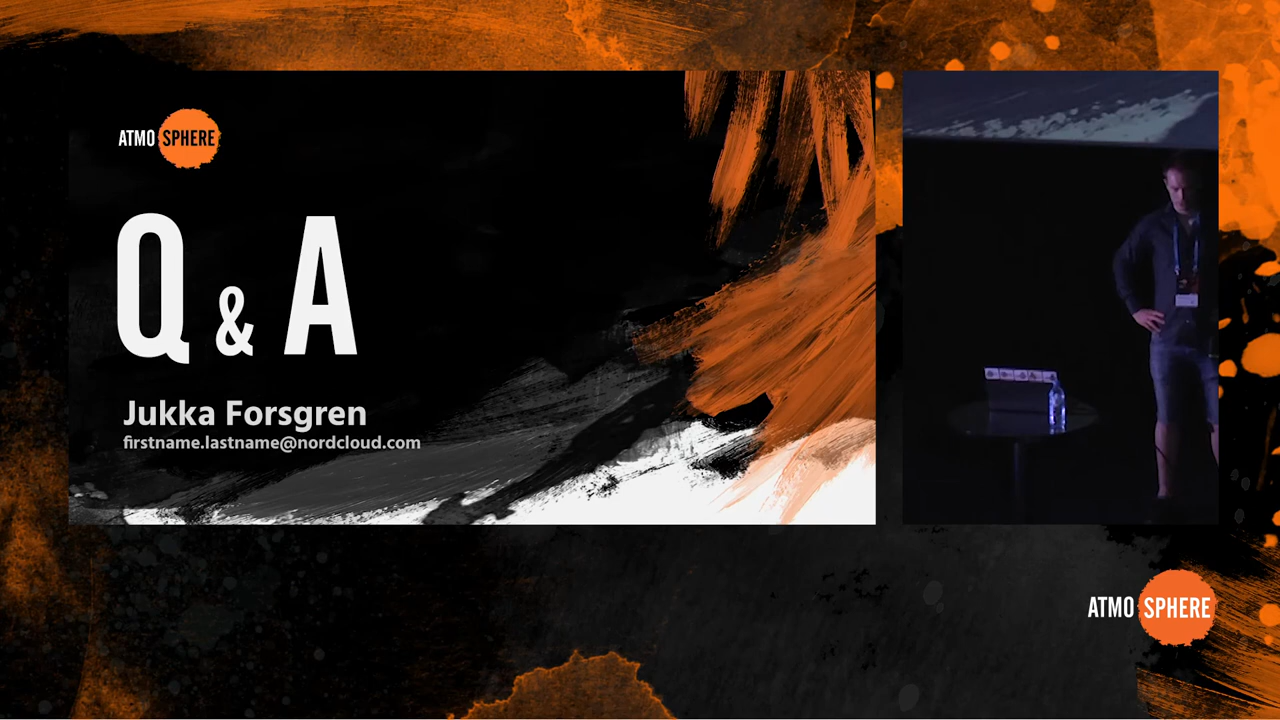 ATMO SPHERE
Q & A
Jukka Forsgren
firstname.lastname@nordcloud.com
ATMO SPHERE